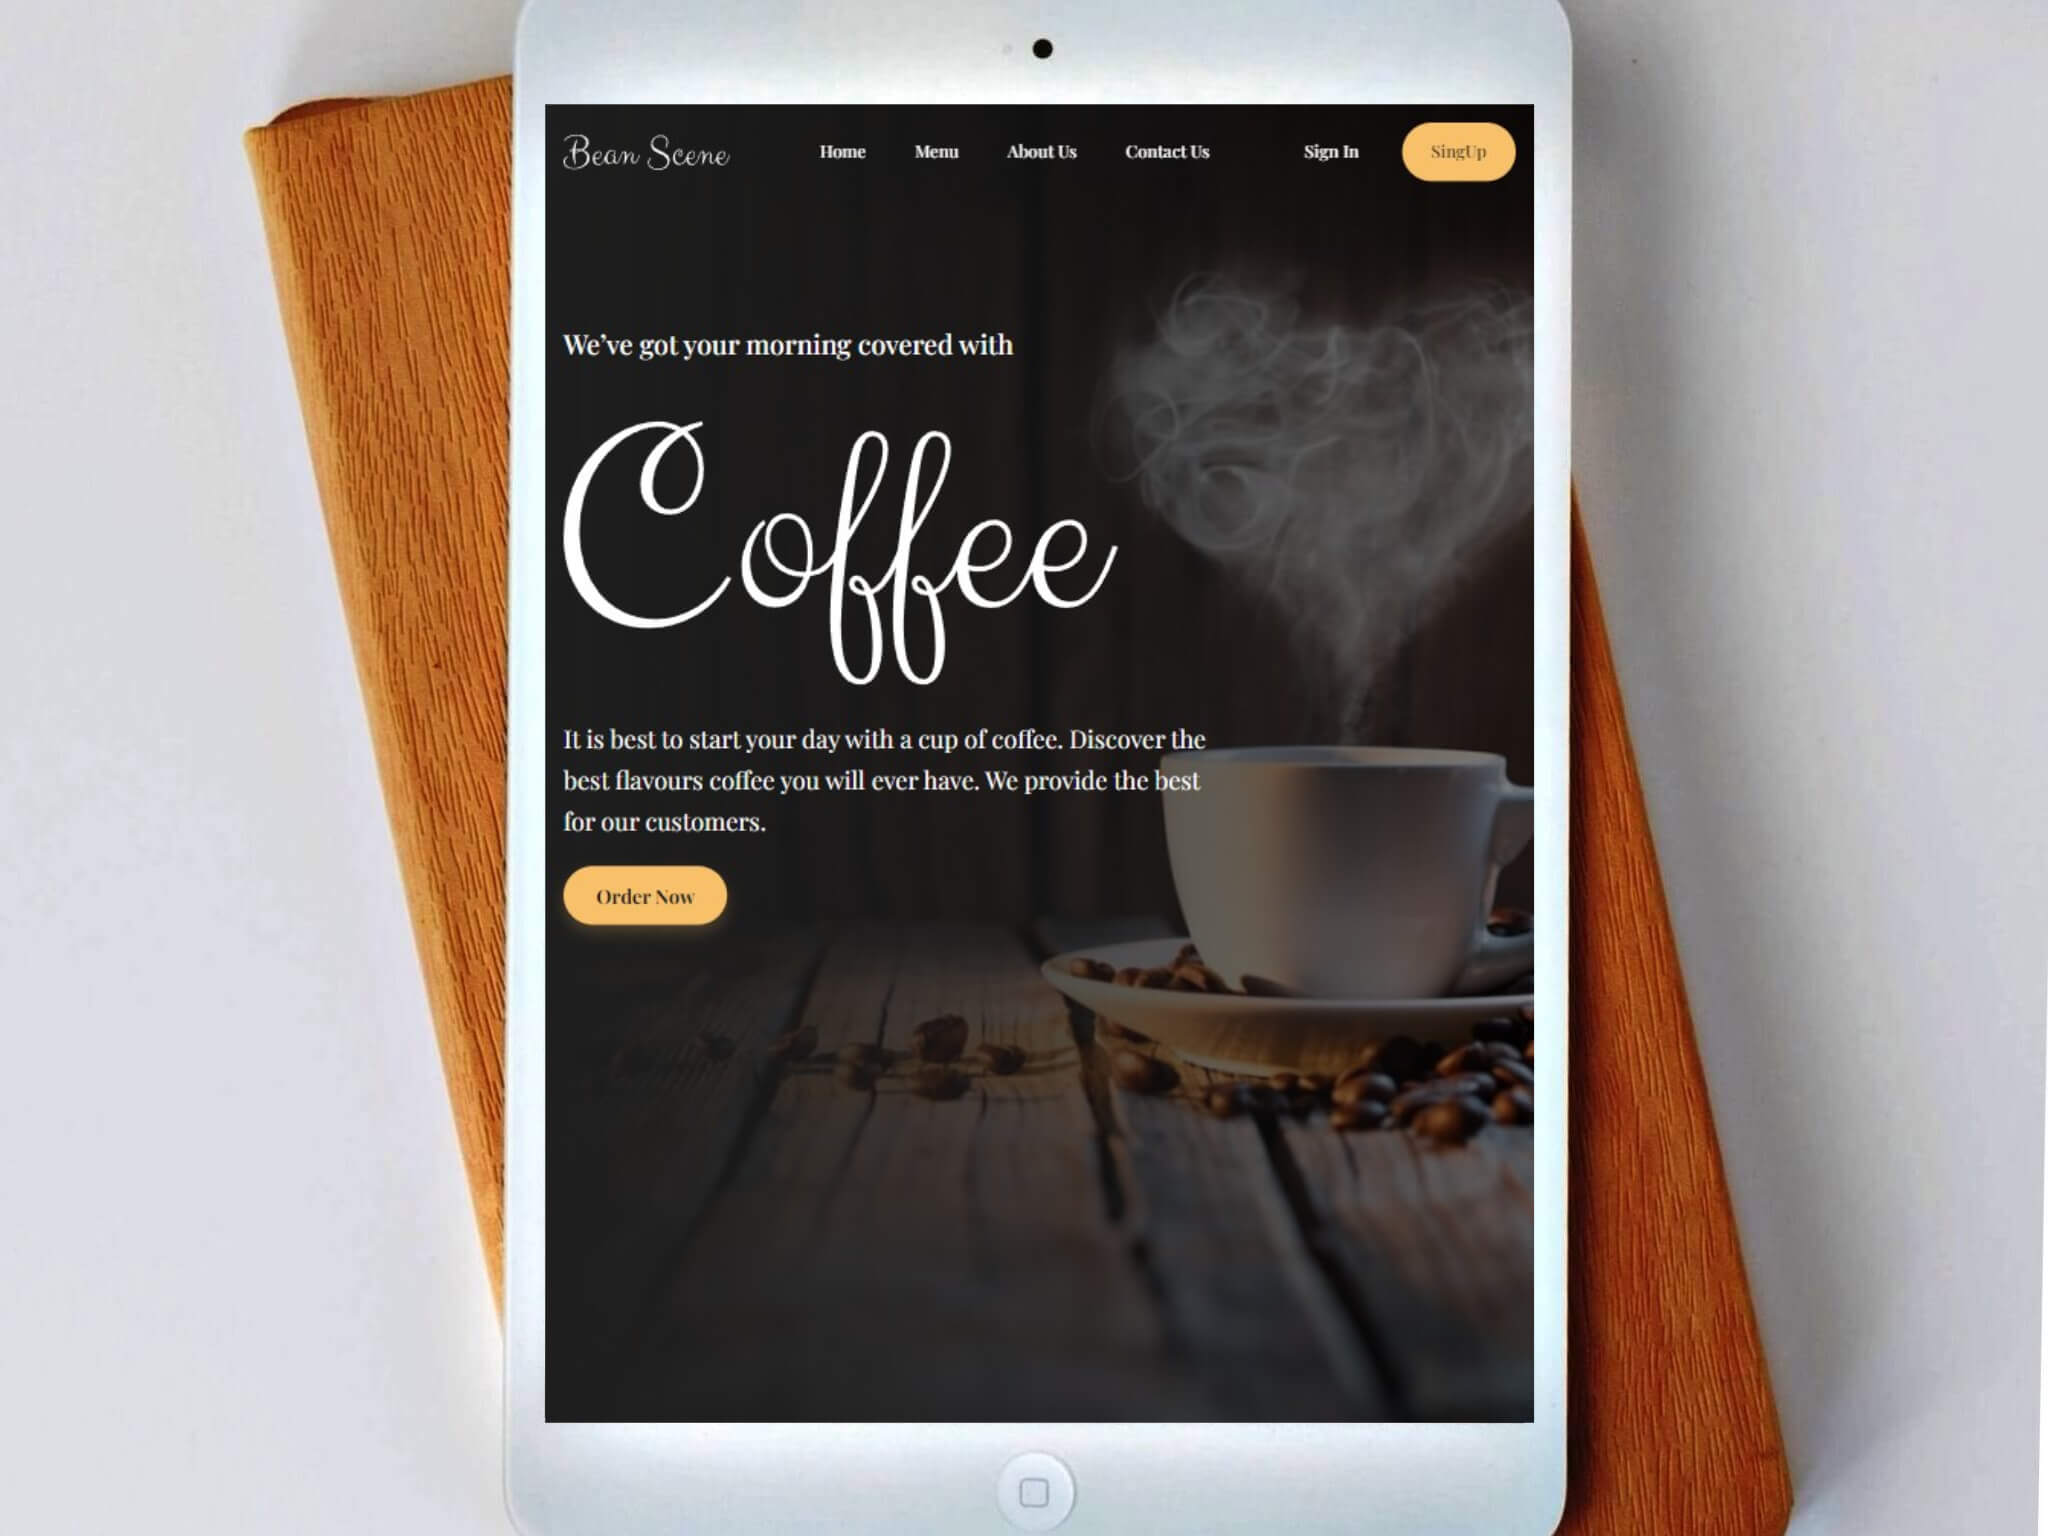 Bean Scene Home Menu About Us Contact Us Sign In SingUp
We've got your morning covered with
Coffee
It is best to start your day with a cup of coffee. Discover the
best flavours coffee you will ever have. We provide the best
for our customers.
Order Now